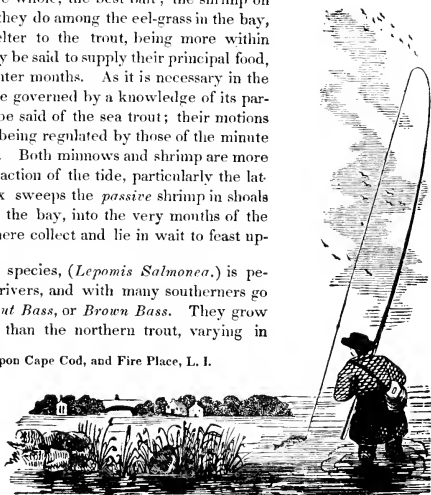 e whole, the best bait; the shrimp on
they do among the eel-grass in the bay,
elter to the trout, being more within
y be said to supply their principal food,
nter months. As it is necessary in the
e governed by a knowledge of its par-
be said of the sea trout; their motions
being regulated by those of the minute
Both minnows and shrimp are more
action of the tide, particularly the lat-
x sweeps the passive shrimp in shoals
the bay, into the very mouths of the
here collect and lie in wait to feast up-
species, (Lepomis Salmonea.) is pe-
rivers, and with many southerners go
ut Bass, or Brown Bass. They grow
than the northern trout, varying in
pon Cape Cod, and Fire Place, L. I.